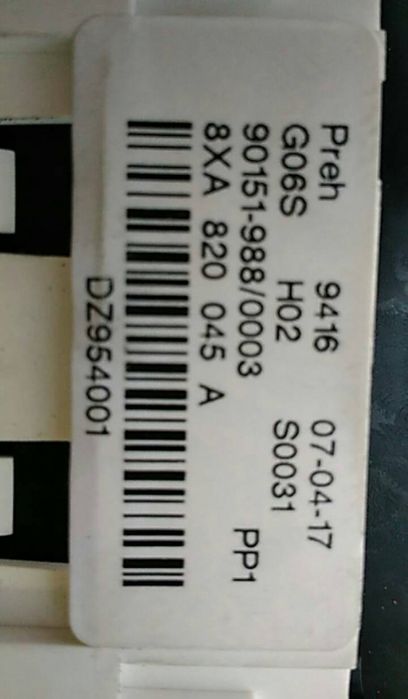 Preh 9416 07-04-17
G06S H02 S0031
90151-988/0003 PP1
8XA 820 045 A
DZ954001